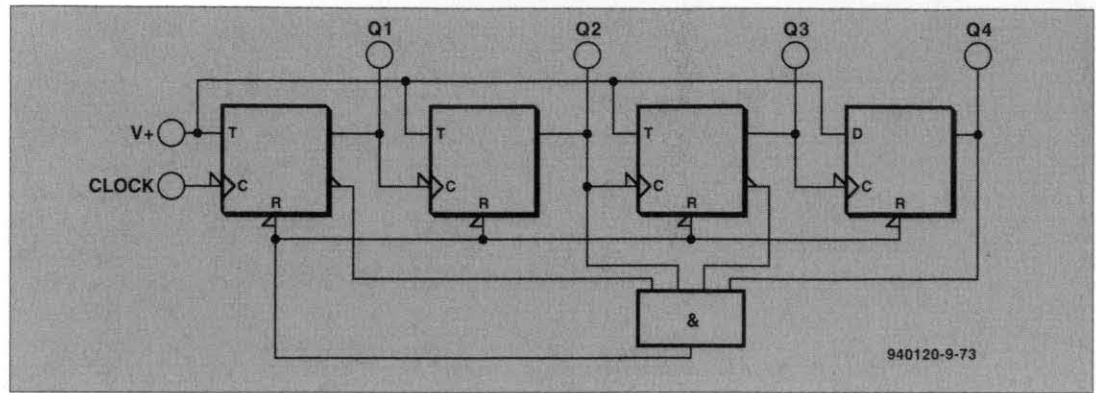 Q1 Q2 Q3 Q4
V+ T T T D
CLOCK C C C C
R R R R
&
940120-9-73